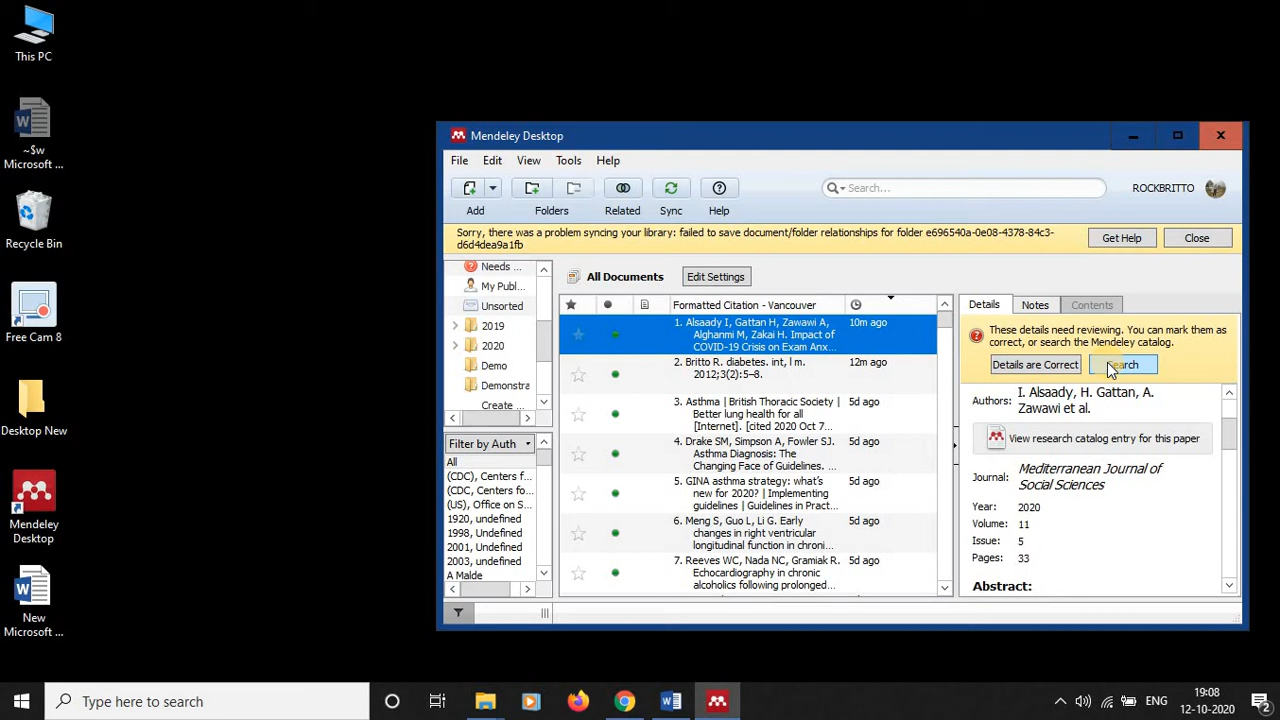 This PC
~$w
Microsoft ...
Recycle Bin
Free Cam 8
Desktop New
Mendeley
Desktop
New
Microsoft ...
Mendeley Desktop
File Edit View Tools Help
Search...
ROCKBRITTO
Add Folders Related Sync Help
Sorry, there was a problem syncing your library: failed to save document/folder relationships for folder e696540a-0e08-4378-84c3-
d6d4dea9a1fb
Get Help Close
Needs ...
My Publ...
Unsorted
2019
2020
Demo
Demonstra
Create ...
Filter by Auth
All
(CDC), Centers f...
(CDC, Centers fo...
(US), Office on S...
1920, undefined
1998, undefined
2001, undefined
2003, undefined
A Malde
All Documents Edit Settings
Formatted Citation - Vancouver
1. Alsaady I, Gattan H, Zawawi A, 10m ago
Alghanmi M, Zakai H. Impact of
COVID-19 Crisis on Exam Anx...
2. Britto R. diabetes. int, l m. 12m ago
2012;3(2):5–8.
3. Asthma | British Thoracic Society | 5d ago
Better lung health for all
[Internet]. [cited 2020 Oct 7...
4. Drake SM, Simpson A, Fowler SJ. 5d ago
Asthma Diagnosis: The
Changing Face of Guidelines. ...
5. GINA asthma strategy: what's 5d ago
new for 2020? | Implementing
guidelines | Guidelines in Pract...
6. Meng S, Guo L, Li G. Early 5d ago
changes in right ventricular
longitudinal function in chroni...
7. Reeves WC, Nada NC, Gramiak R. 5d ago
Echocardiography in chronic
alcoholics following prolonged...
Details Notes Contents
These details need reviewing. You can mark them as
correct, or search the Mendeley catalog.
Details are Correct Search
Authors: I. Alsaady, H. Gattan, A.
Zawawi et al.
View research catalog entry for this paper
Journal: Mediterranean Journal of
Social Sciences
Year: 2020
Volume: 11
Issue: 5
Pages: 33
Abstract:
Type here to search
ENG
19:08
12-10-2020
2